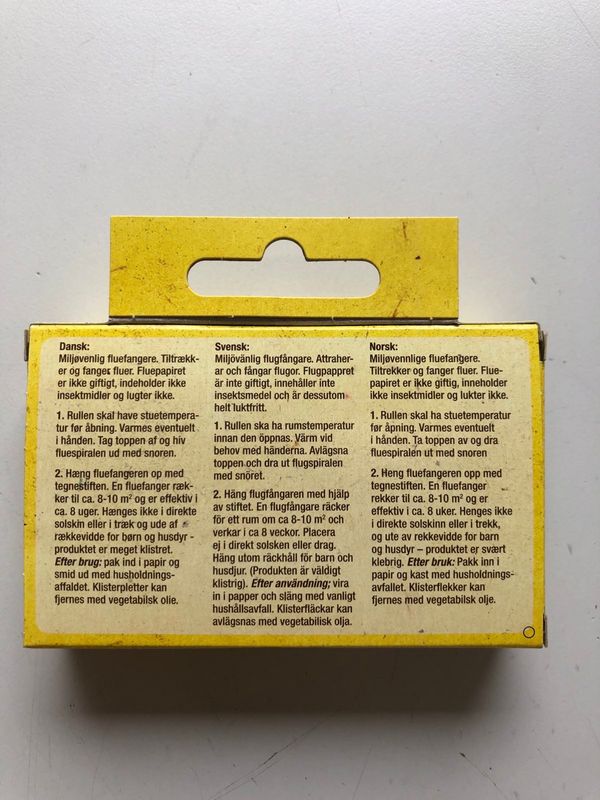 Dansk:
Miljøvenlig fluefangere. Tiltrækk-
er og fanger fluer. Fluepapiret
er ikke giftigt, indeholder ikke
insektmidler og lugter ikke.
1. Rullen skal have stuetempera-
tur før åbning. Varmes eventuelt
i hånden. Tag toppen af og hiv
fluespiralen ud med snoren.
2. Hæng fluefangeren op med
tegnestiften. En fluefanger ræk-
ker til ca. 8-10 m² og er effektiv i
ca. 8 uger. Hænges ikke i direkte
solskin eller i træk og ude af
rækkevidde for børn og husdyr -
produktet er meget klistret.
Efter brug: pak ind i papir og
smid ud med husholdnings-
affaldet. Klisterpletter kan
fjernes med vegetabilsk olie.
Svensk:
Miljövänlig flugfångare. Attraher-
ar och fångar flugor. Flugpappret
är inte giftigt, innehåller inte
insektsmedel och är dessutom
helt luktfritt.
1. Rullen ska ha rumstemperatur
innan den öppnas. Värm vid
behov med händerna. Avlägsna
toppen och dra ut flugspiralen
med snöret.
2. Häng flugfångaren med hjälp
av stiftet. En flugfångare räcker
för ett rum om ca 8-10 m² och
verkar i ca 8 veckor. Placera
ej i direkt solsken eller drag.
Häng utom räckhåll för barn och
husdjur. (Produkten är väldigt
klistrig). Efter användning; vira
in i papper och släng med vanligt
hushållsavfall. Klisterfläckar kan
avlägsnas med vegetabilisk olja.
Norsk:
Miljøvennlige fluefangere.
Tiltrekker og fanger fluer. Flue-
papiret er ikke giftig, inneholder
ikke insektmidler og lukter ikke.
1. Rullen skal ha stuetemperatur
før åpning. Varmes eventuelt
i hånden. Ta toppen av og dra
fluespiralen ut med snoren
2. Heng fluefangeren opp med
tegnestiften. En fluefanger
rekker til ca. 8-10 m² og er
effektiv i ca. 8 uker. Henges ikke
i direkte solskinn eller i trekk,
og ute av rekkevidde for barn
og husdyr – produktet er svært
klebrig. Efter bruk: Pakk inn i
papir og kast med husholdnings-
avfallet. Klisterflekker kan
fjernes med vegetabilsk olje.